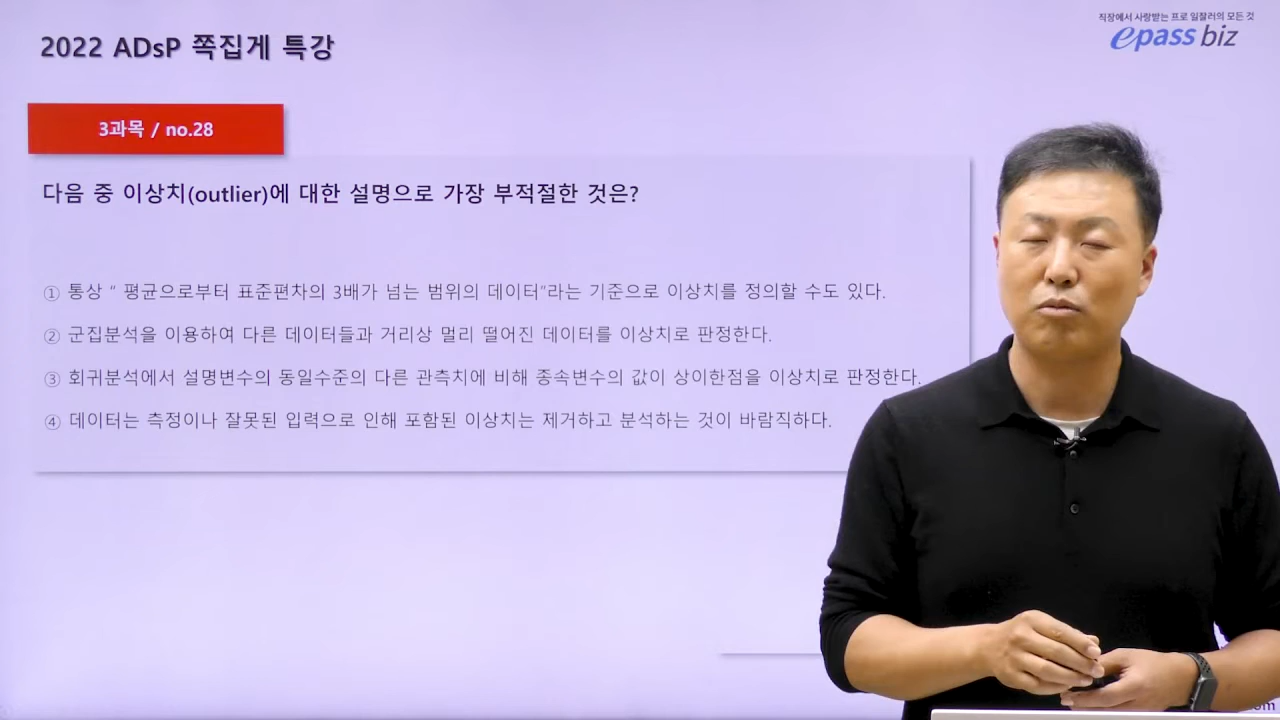 2022 ADsP 쪽집게 특강
직장에서 사랑받는 프로 일잘러의 모든 것
epass biz
3과목 / no.28
다음 중 이상치(outlier)에 대한 설명으로 가장 부적절한 것은?
① 통상 " 평균으로부터 표준편차의 3배가 넘는 범위의 데이터"라는 기준으로 이상치를 정의할 수도 있다.
② 군집분석을 이용하여 다른 데이터들과 거리상 멀리 떨어진 데이터를 이상치로 판정한다.
③ 회귀분석에서 설명변수의 동일수준의 다른 관측치에 비해 종속변수의 값이 상이한점을 이상치로 판정한다.
④ 데이터는 측정이나 잘못된 입력으로 인해 포함된 이상치는 제거하고 분석하는 것이 바람직하다.